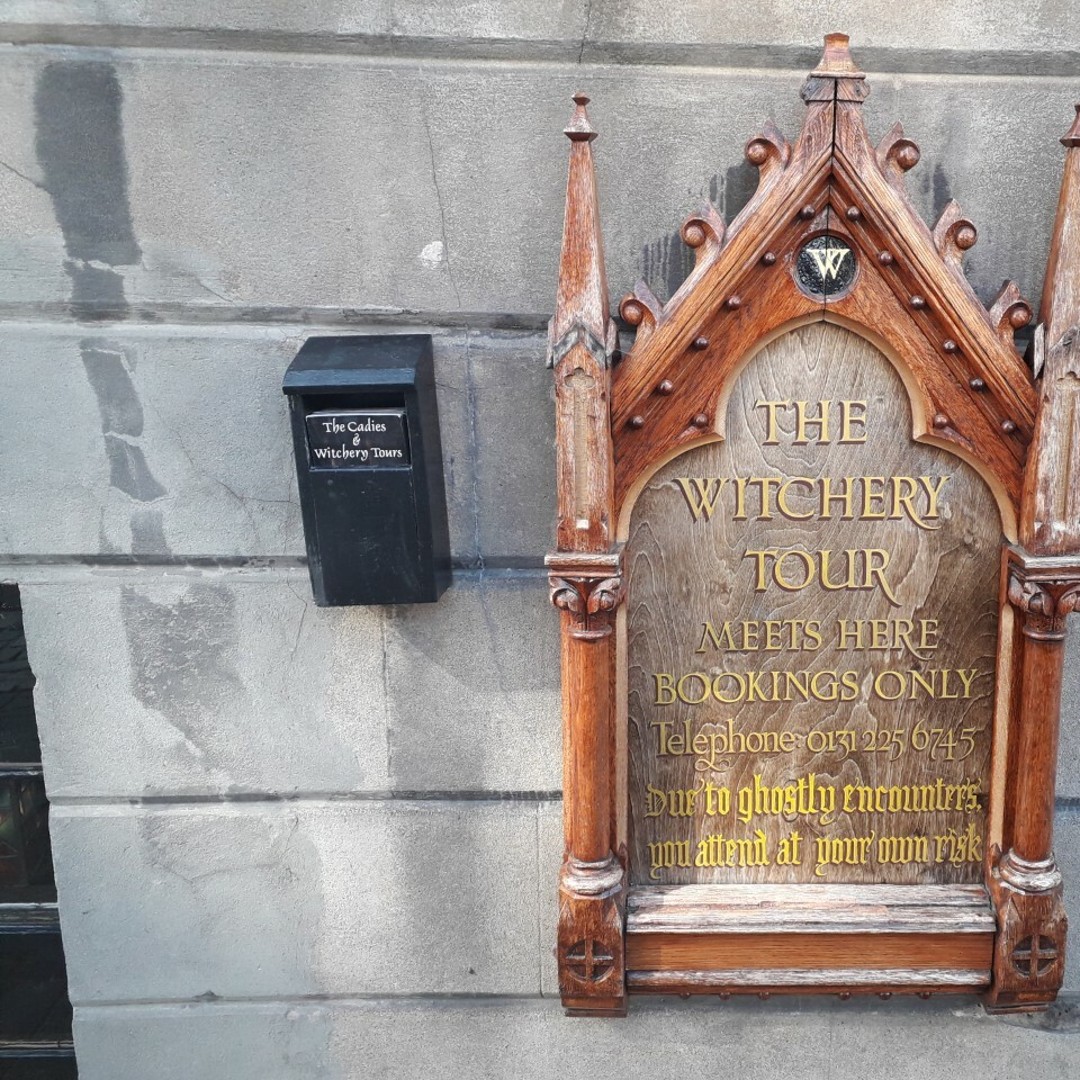 The Cadies
&
Witchery Tours
W
THE
WITCHERY
TOUR
MEETS HERE
BOOKINGS ONLY
Telephone 0131 225 6745
Due to ghostly encounters,
you attend at your own risk